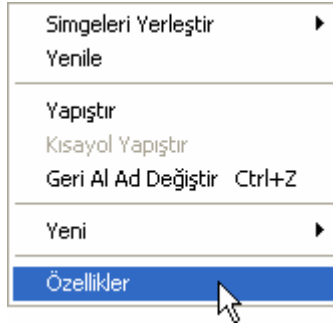 Simgeleri Yerleştir
Yenile
Yapıştır
Kısayol Yapıştır
Geri Al Ad Değiştir Ctrl+Z
Yeni
Özellikler